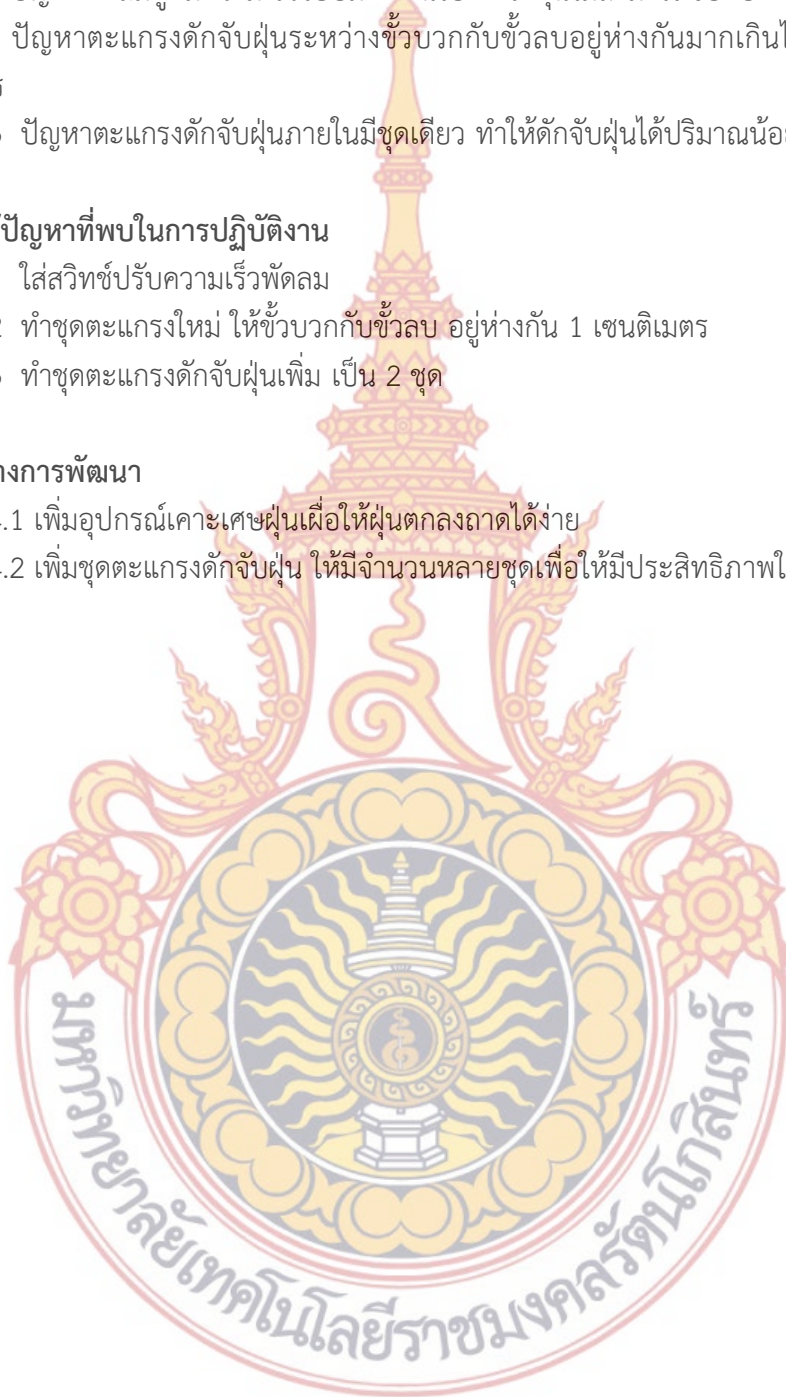 ปัญหาตะแกรงดักจับฝุ่นระหว่างขั้วบวกกับขั้วลบอยู่ห่างกันมากเกินไ
ปัญหาตะแกรงดักจับฝุ่นภายในมีชุดเดียว ทำให้ดักจับฝุ่นได้ปริมาณน้อย
ปัญหาที่พบในการปฏิบัติงาน
ใส่สวิทช์ปรับความเร็วพัดลม
2 ทำชุดตะแกรงใหม่ ให้ขั้วบวกกับขั้วลบ อยู่ห่างกัน 1 เซนติเมตร
ทำชุดตะแกรงดักจับฝุ่นเพิ่ม เป็น 2 ชุด
างการพัฒนา
.1 เพิ่มอุปกรณ์เคาะเศษฝุ่นเผื่อให้ฝุ่นตกลงถาดได้ง่าย
.2 เพิ่มชุดตะแกรงดักจับฝุ่น ให้มีจำนวนหลายชุดเพื่อให้มีประสิทธิภาพใ
มหาวิทยาลัยเทคโนโลยีราชมงคลรัตนโกสินทร์